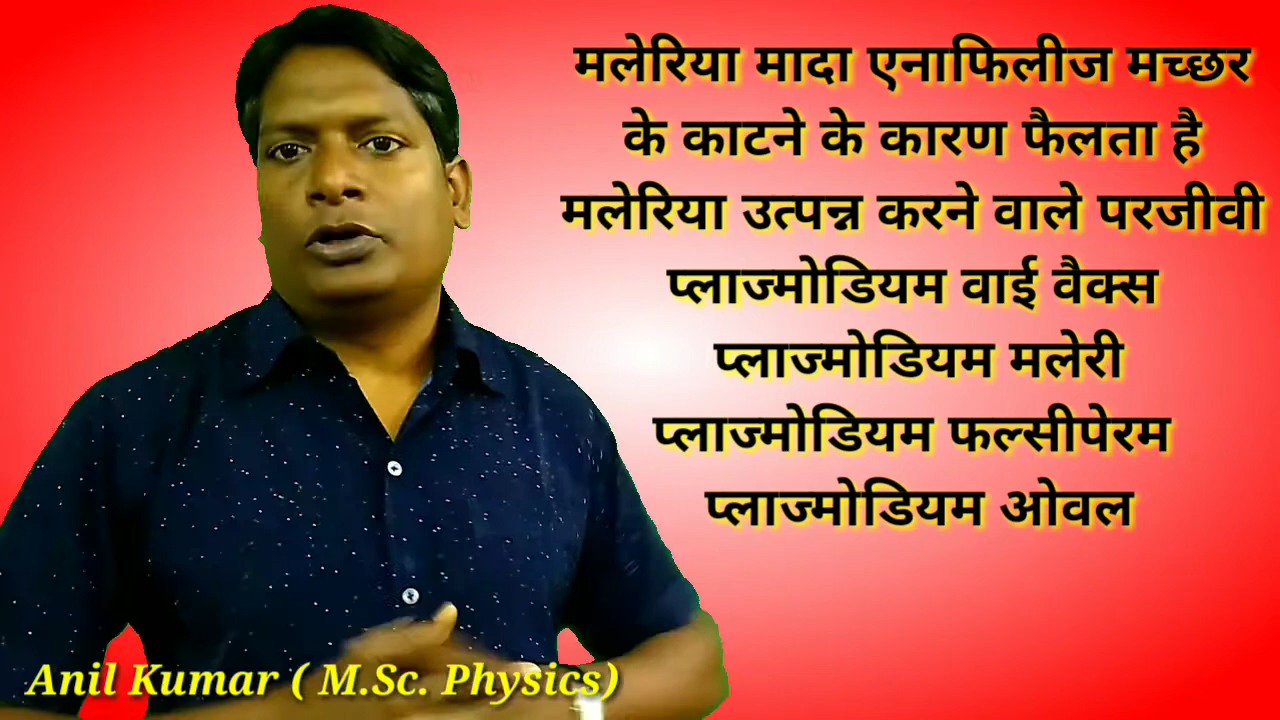 मलेरिया मादा एनाफिलीज मच्छर
के काटने के कारण फैलता है
मलेरिया उत्पन्न करने वाले परजीवी
प्लाज्मोडियम वाई वैक्स
प्लाज्मोडियम मलेरी
प्लाज्मोडियम फल्सीपेरम
प्लाज्मोडियम ओवल
Anil Kumar ( M.Sc. Physics)